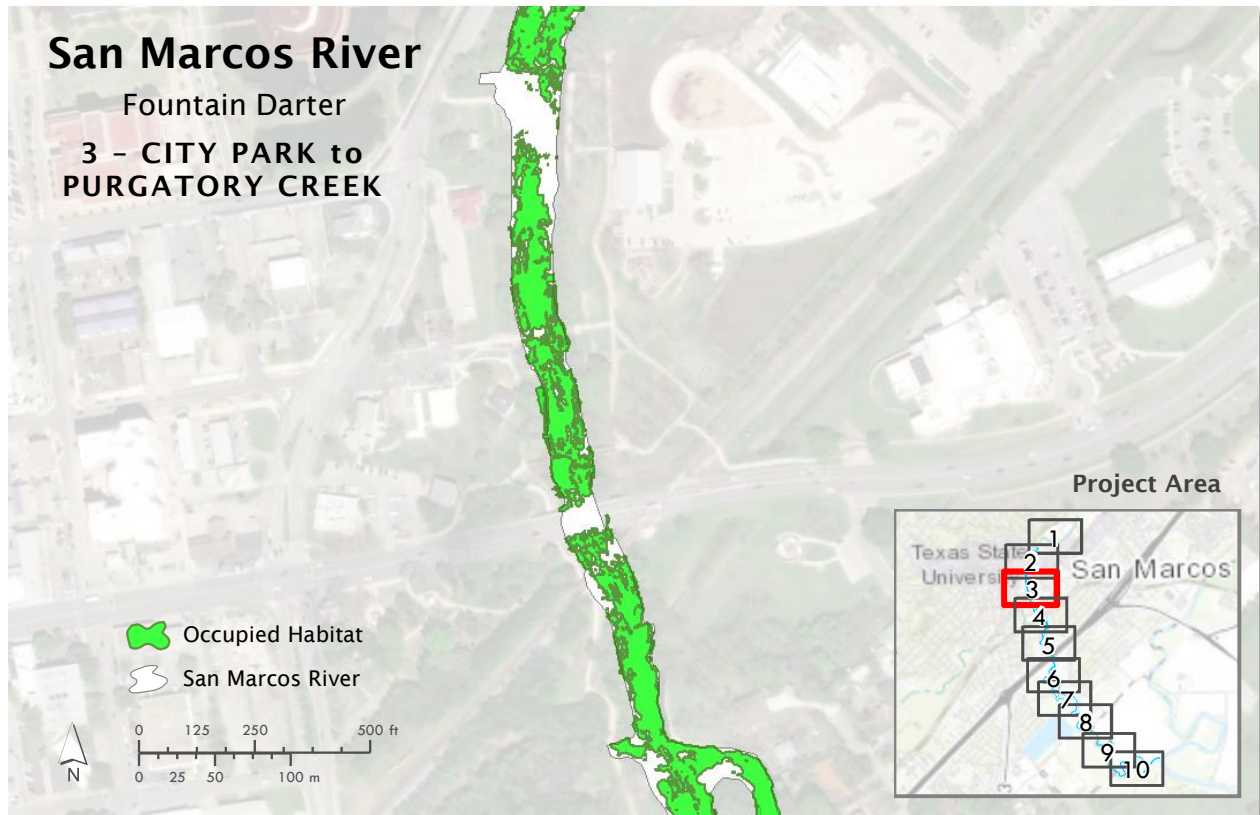 San Marcos River
Fountain Darter
3 – CITY PARK to
PURGATORY CREEK
Occupied Habitat
San Marcos River
0 125 250 500 ft
0 25 50 100 m
N
Project Area
Texas State
University
San Marcos
1
2
3
4
5
6
7
8
9
10